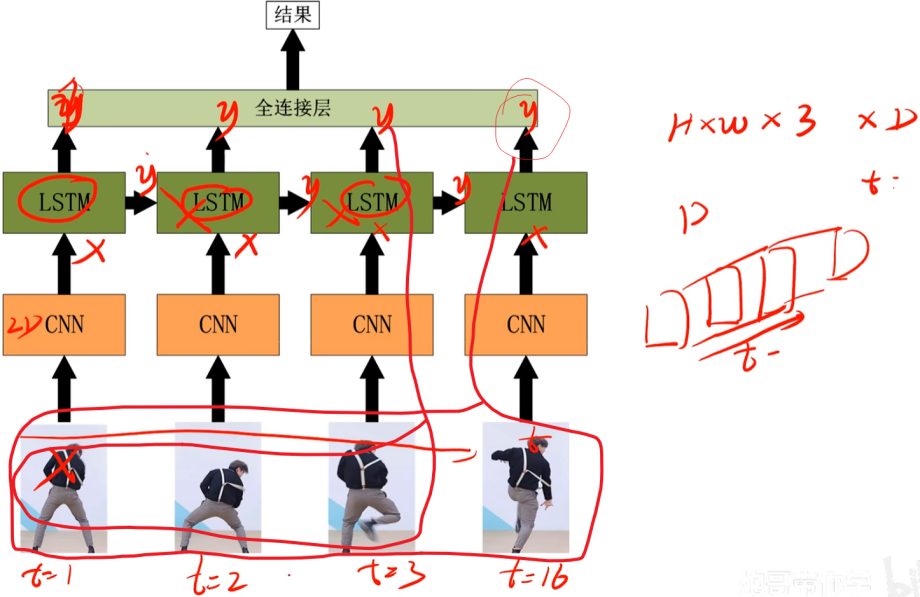 结果
全连接层
y y y y
H×W×3 ×D
t=
LSTM y LSTM y LSTM y LSTM
x x x x
D
2D CNN CNN CNN CNN
t=
t
t=1 t=2 t=3 t=16